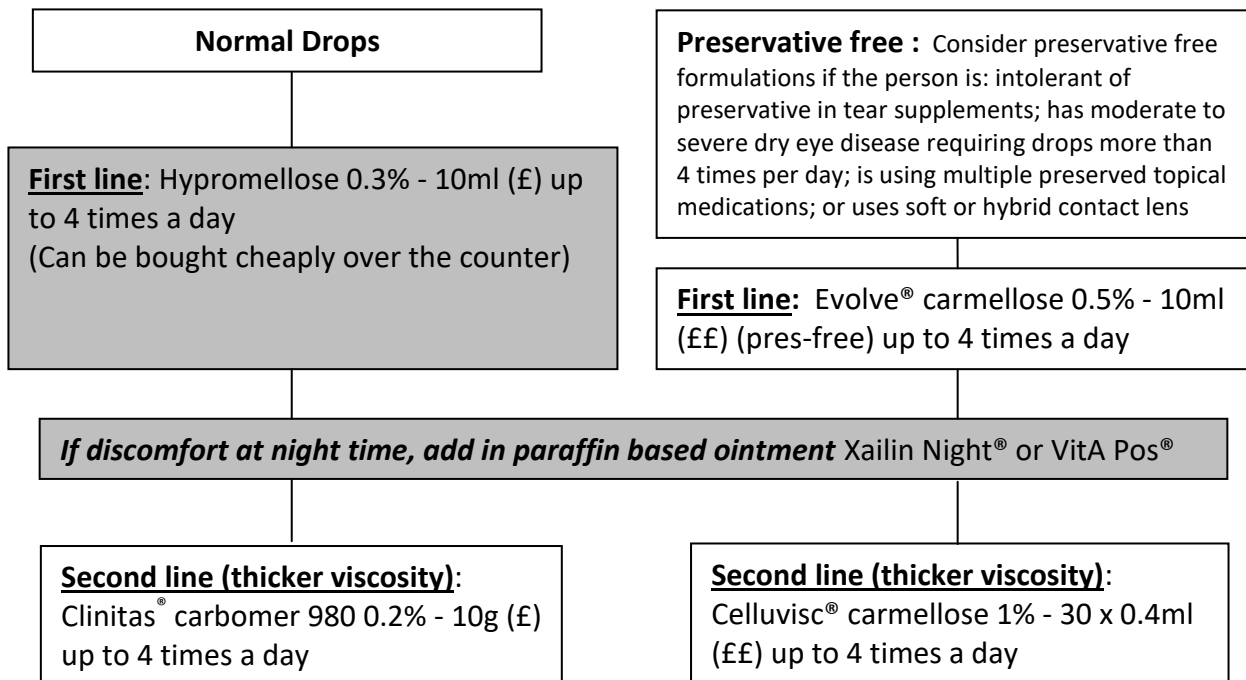 Normal Drops
First line: Hypromellose 0.3% - 10ml (£) up
to 4 times a day
(Can be bought cheaply over the counter)
Preservative free : Consider preservative free
formulations if the person is: intolerant of
preservative in tear supplements; has moderate to
severe dry eye disease requiring drops more than
4 times per day; is using multiple preserved topical
medications; or uses soft or hybrid contact lens
First line: Evolve® carmellose 0.5% - 10ml
(££) (pres-free) up to 4 times a day
If discomfort at night time, add in paraffin based ointment Xailin Night® or VitA Pos®
Second line (thicker viscosity):
Clinitas® carbomer 980 0.2% - 10g (£)
up to 4 times a day
Second line (thicker viscosity):
Celluvisc® carmellose 1% - 30 x 0.4ml
(££) up to 4 times a day